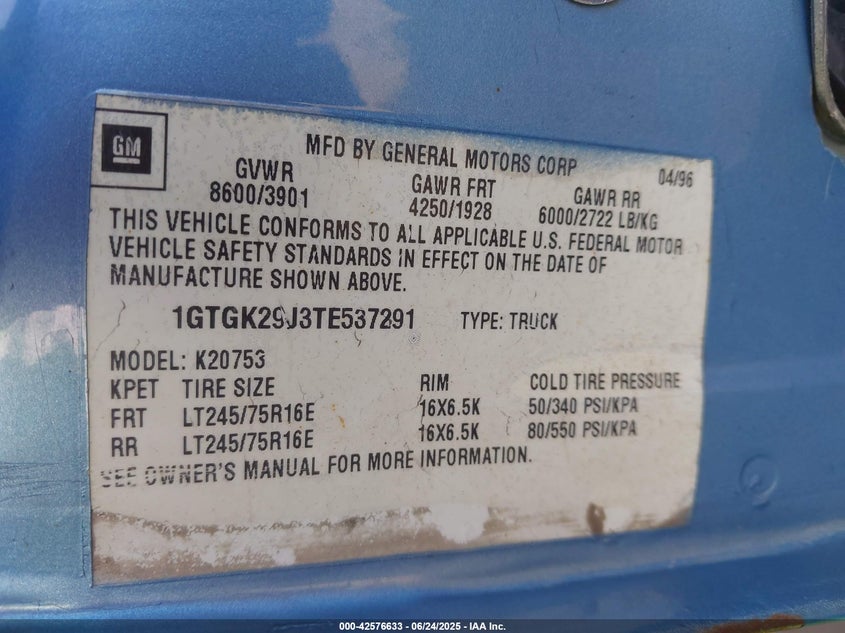 GM
MFD BY GENERAL MOTORS CORP 04/96
GVWR GAWR FRT GAWR RR
8600/3901 4250/1928 6000/2722 LB/KG
THIS VEHICLE CONFORMS TO ALL APPLICABLE U.S. FEDERAL MOTOR
VEHICLE SAFETY STANDARDS IN EFFECT ON THE DATE OF
MANUFACTURE SHOWN ABOVE.
1GTGK29J3TE537291 TYPE: TRUCK
MODEL: K20753
KPET TIRE SIZE RIM COLD TIRE PRESSURE
FRT LT245/75R16E 16X6.5K 50/340 PSI/KPA
RR LT245/75R16E 16X6.5K 80/550 PSI/KPA
SEE OWNER'S MANUAL FOR MORE INFORMATION.
000-42576633 - 06/24/2025 - IAA Inc.